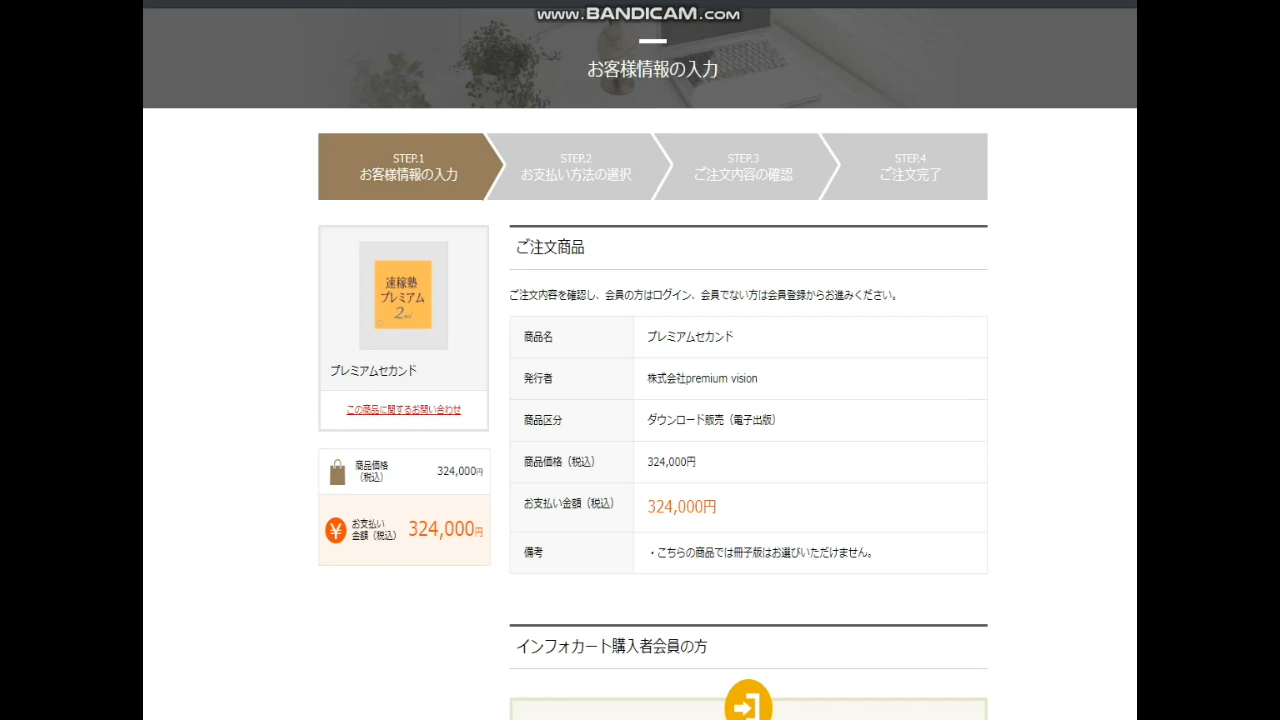 www.BANDICAM.com
お客様情報の入力
STEP.1
お客様情報の入力
STEP.2
お支払い方法の選択
STEP.3
ご注文内容の確認
STEP.4
ご注文完了
速稼塾
プレミアム
2nd
プレミアムセカンド
この商品に関するお問い合わせ
商品価格
（税込）
324,000円
お支払い
金額（税込）
324,000円
ご注文商品
ご注文内容を確認し、会員の方はログイン、会員でない方は会員登録からお進みください。
商品名
プレミアムセカンド
発行者
株式会社premium vision
商品区分
ダウンロード販売（電子出版）
商品価格（税込）
324,000円
お支払い金額（税込）
324,000円
備考
・こちらの商品では冊子版はお選びいただけません。
インフォカート購入者会員の方